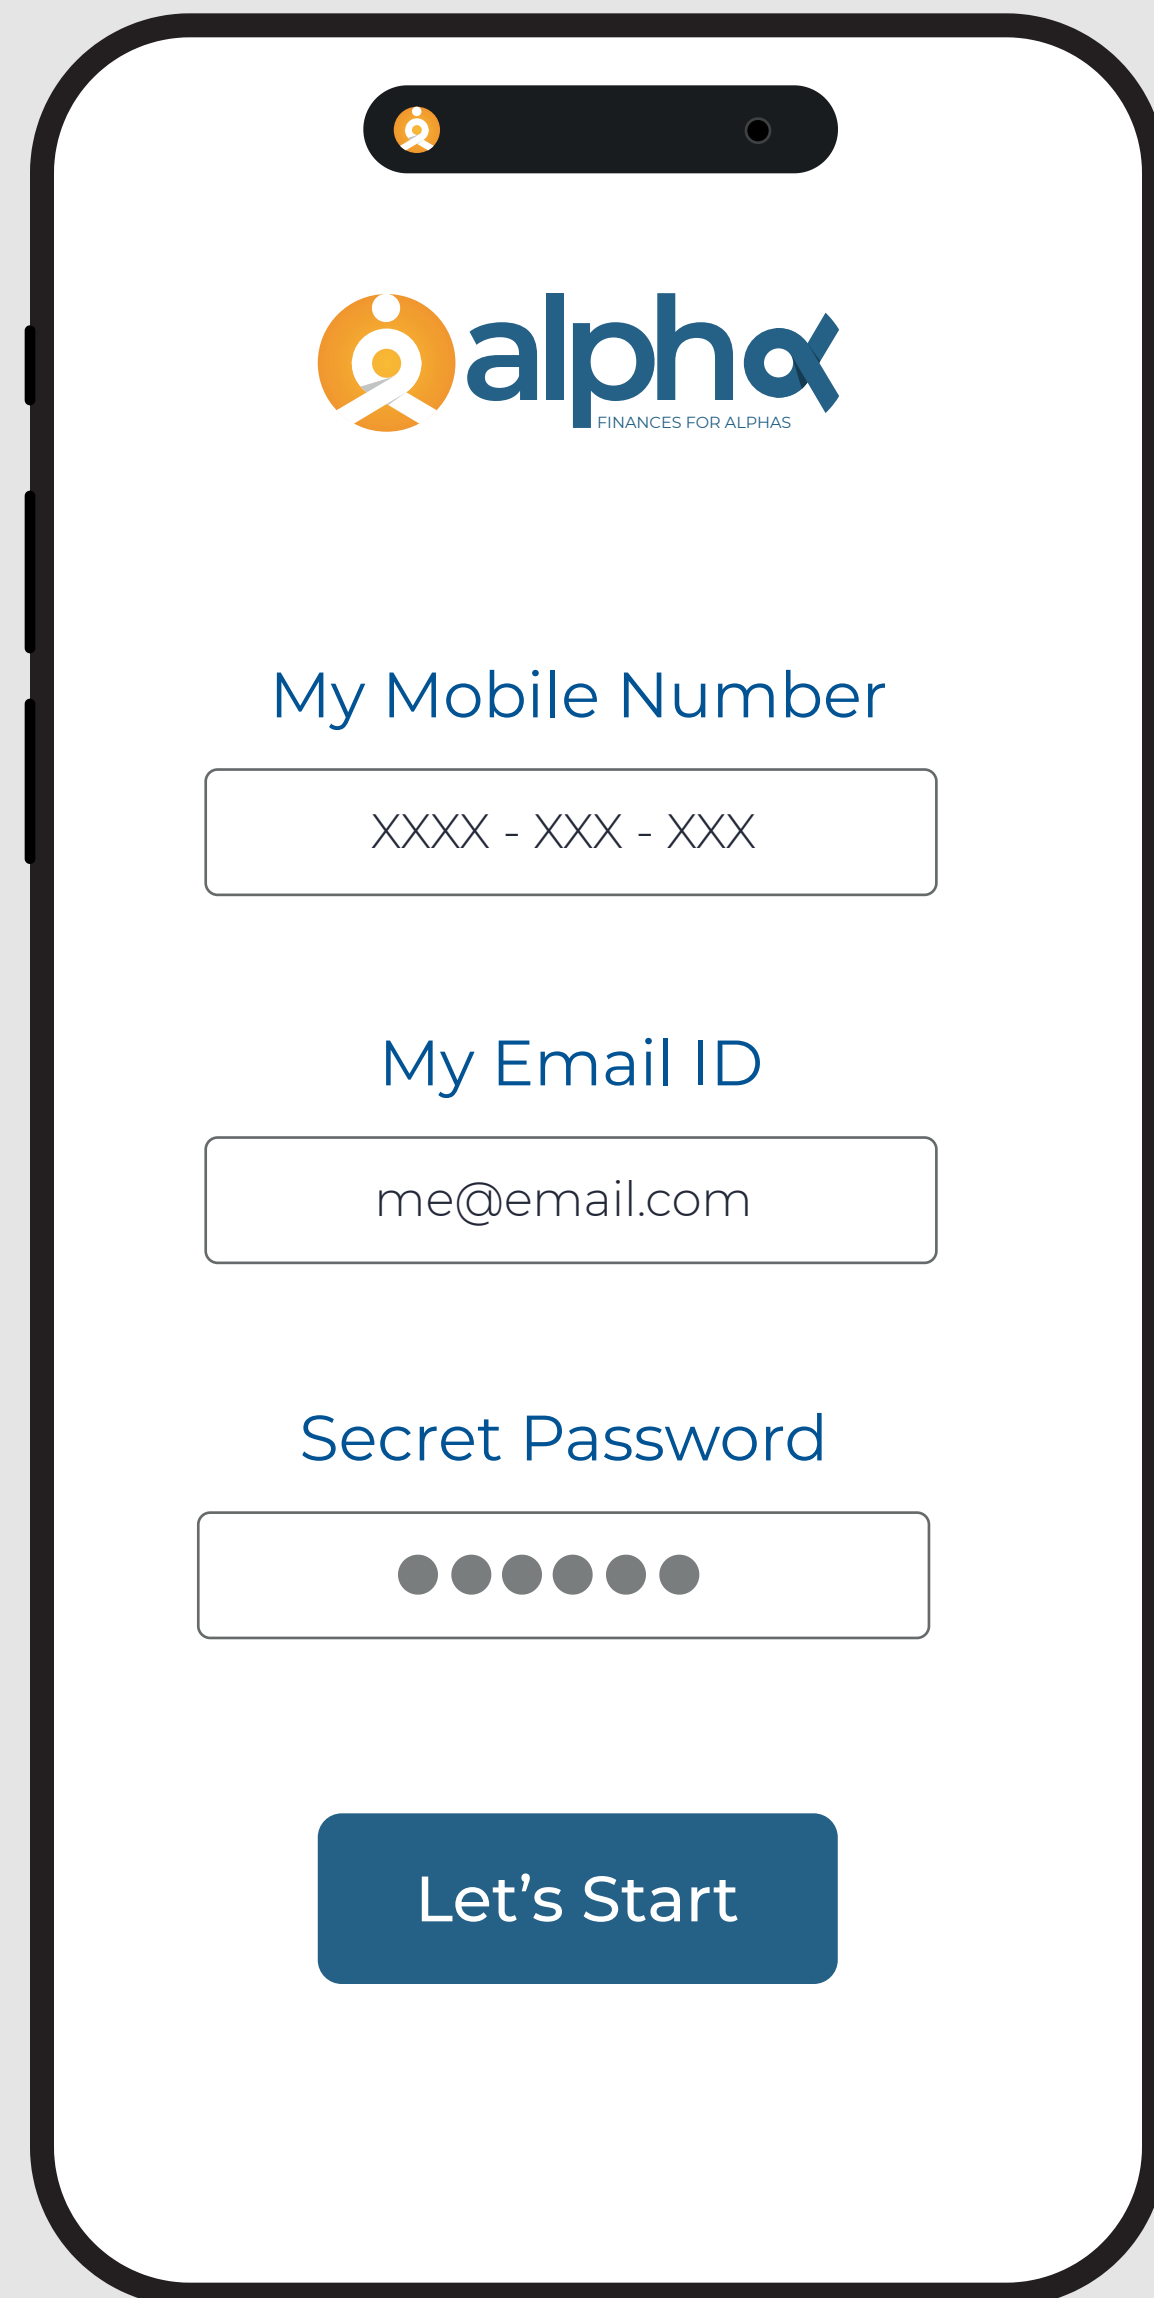 alpha
FINANCES FOR ALPHAS
My Mobile Number
XXXX - XXX - XXX
My Email ID
me@email.com
Secret Password
Let’s Start